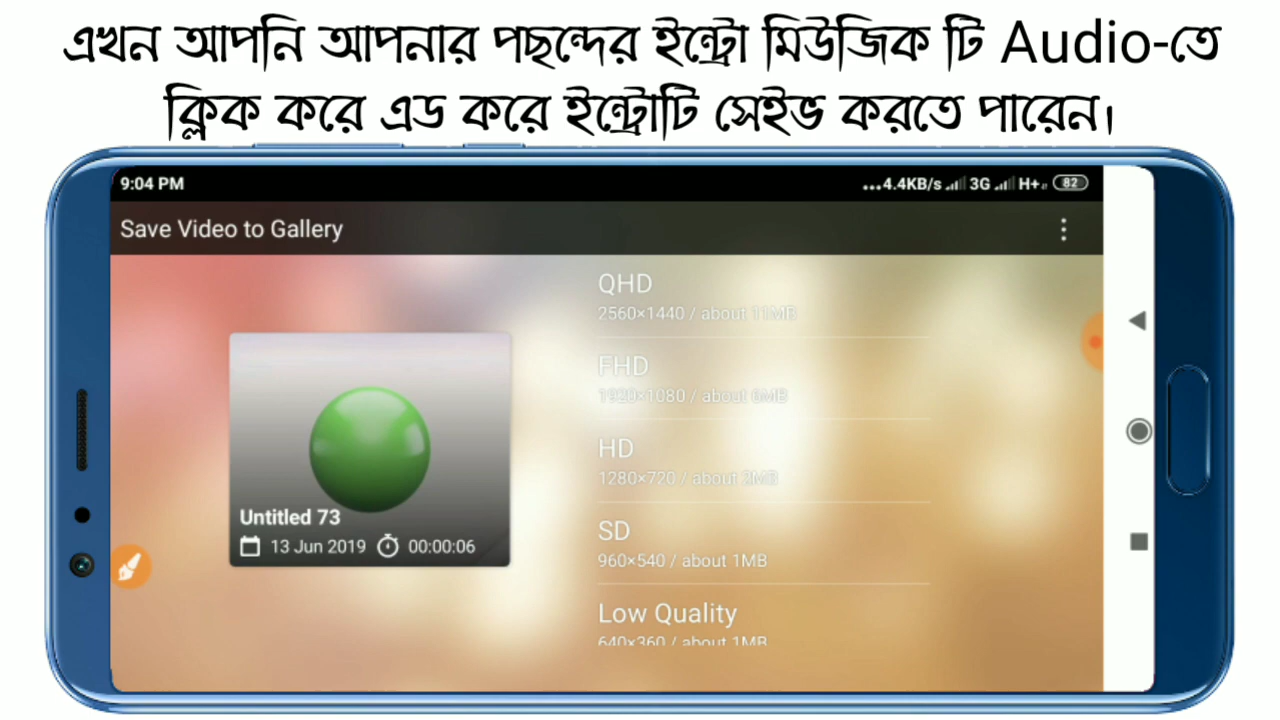 এখন আপনি আপনার পছন্দের ইন্ট্রো মিউজিক টি Audio-তে
ক্লিক করে এড করে ইন্ট্রোটি সেইভ করতে পারেন।
9:04 PM
...4.4KB/s 3G H+ 82
Save Video to Gallery
QHD
2560×1440 / about 11MB
FHD
1920×1080 / about 6MB
HD
1280×720 / about 3MB
SD
960×540 / about 1MB
Low Quality
640×360 / about 1MB
Untitled 73
13 Jun 2019 00:00:06